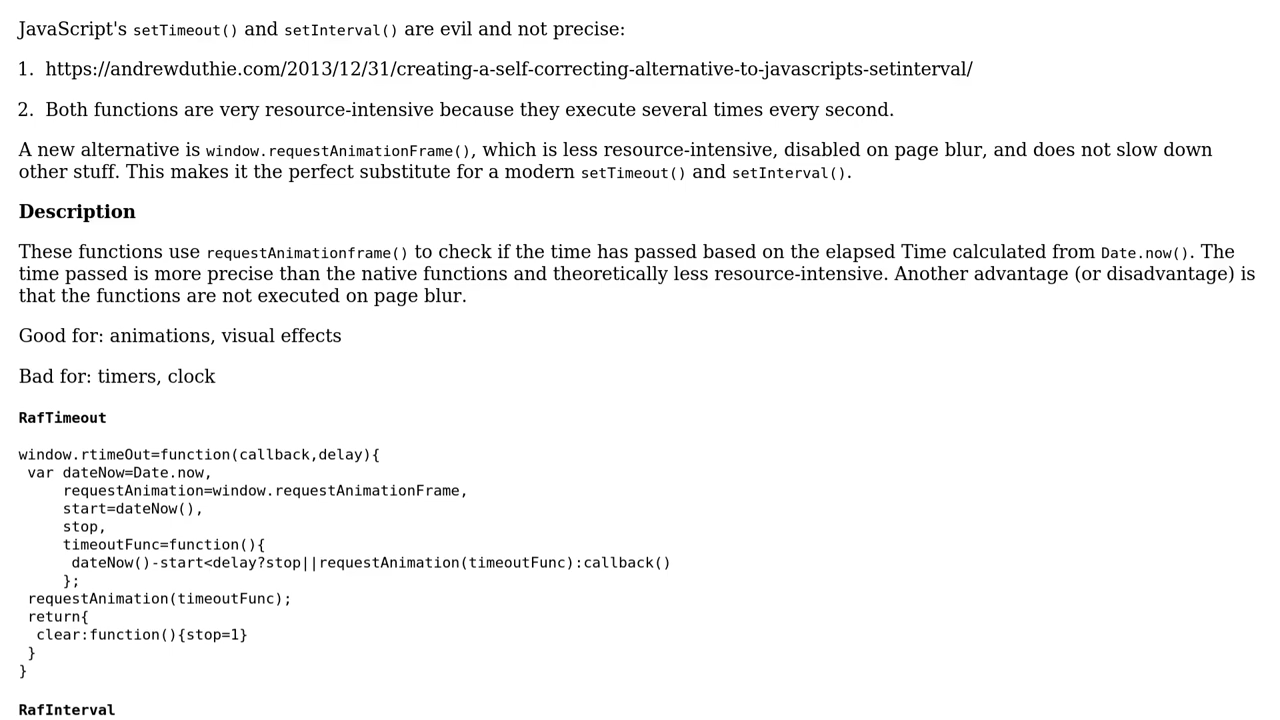 JavaScript's setTimeout() and setInterval() are evil and not precise:
1. https://andrewduthie.com/2013/12/31/creating-a-self-correcting-alternative-to-javascripts-setinterval/
2. Both functions are very resource-intensive because they execute several times every second.
A new alternative is window.requestAnimationFrame(), which is less resource-intensive, disabled on page blur, and does not slow down
other stuff. This makes it the perfect substitute for a modern setTimeout() and setInterval().
Description
These functions use requestAnimationframe() to check if the time has passed based on the elapsed Time calculated from Date.now(). The
time passed is more precise than the native functions and theoretically less resource-intensive. Another advantage (or disadvantage) is
that the functions are not executed on page blur.
Good for: animations, visual effects
Bad for: timers, clock
RafTimeout
window.rtimeOut=function(callback,delay){
 var dateNow=Date.now,
     requestAnimation=window.requestAnimationFrame,
     start=dateNow(),
     stop,
     timeoutFunc=function(){
      dateNow()-start<delay?stop||requestAnimation(timeoutFunc):callback()
     };
 requestAnimation(timeoutFunc);
 return{
  clear:function(){stop=1}
 }
}
RafInterval